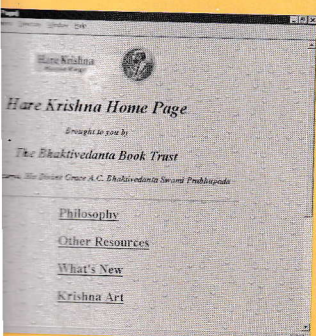 Help
Hare Krishna
Hare Krishna Home Page
Brought to you by
The Bhaktivedanta Book Trust
His Divine Grace A.C. Bhaktivedanta Swami Prabhupada
Philosophy
Other Resources
What's New
Krishna Art